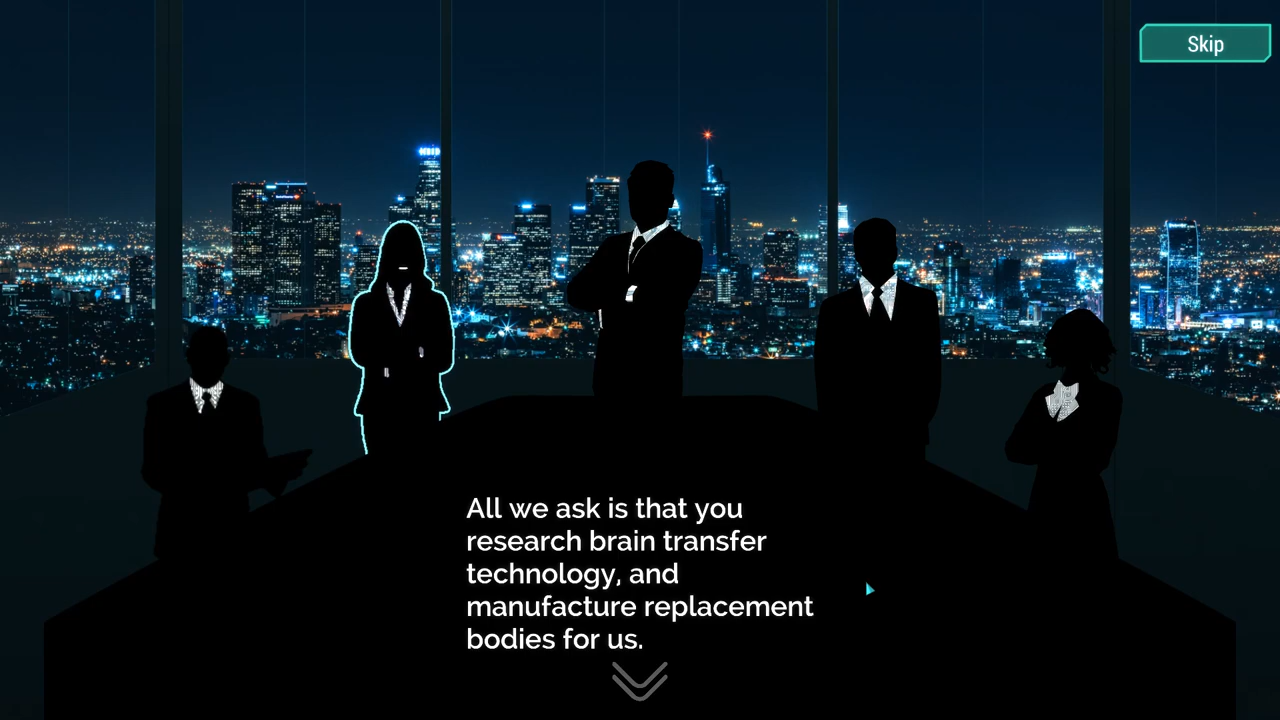 Skip
All we ask is that you
research brain transfer
technology, and
manufacture replacement
bodies for us.